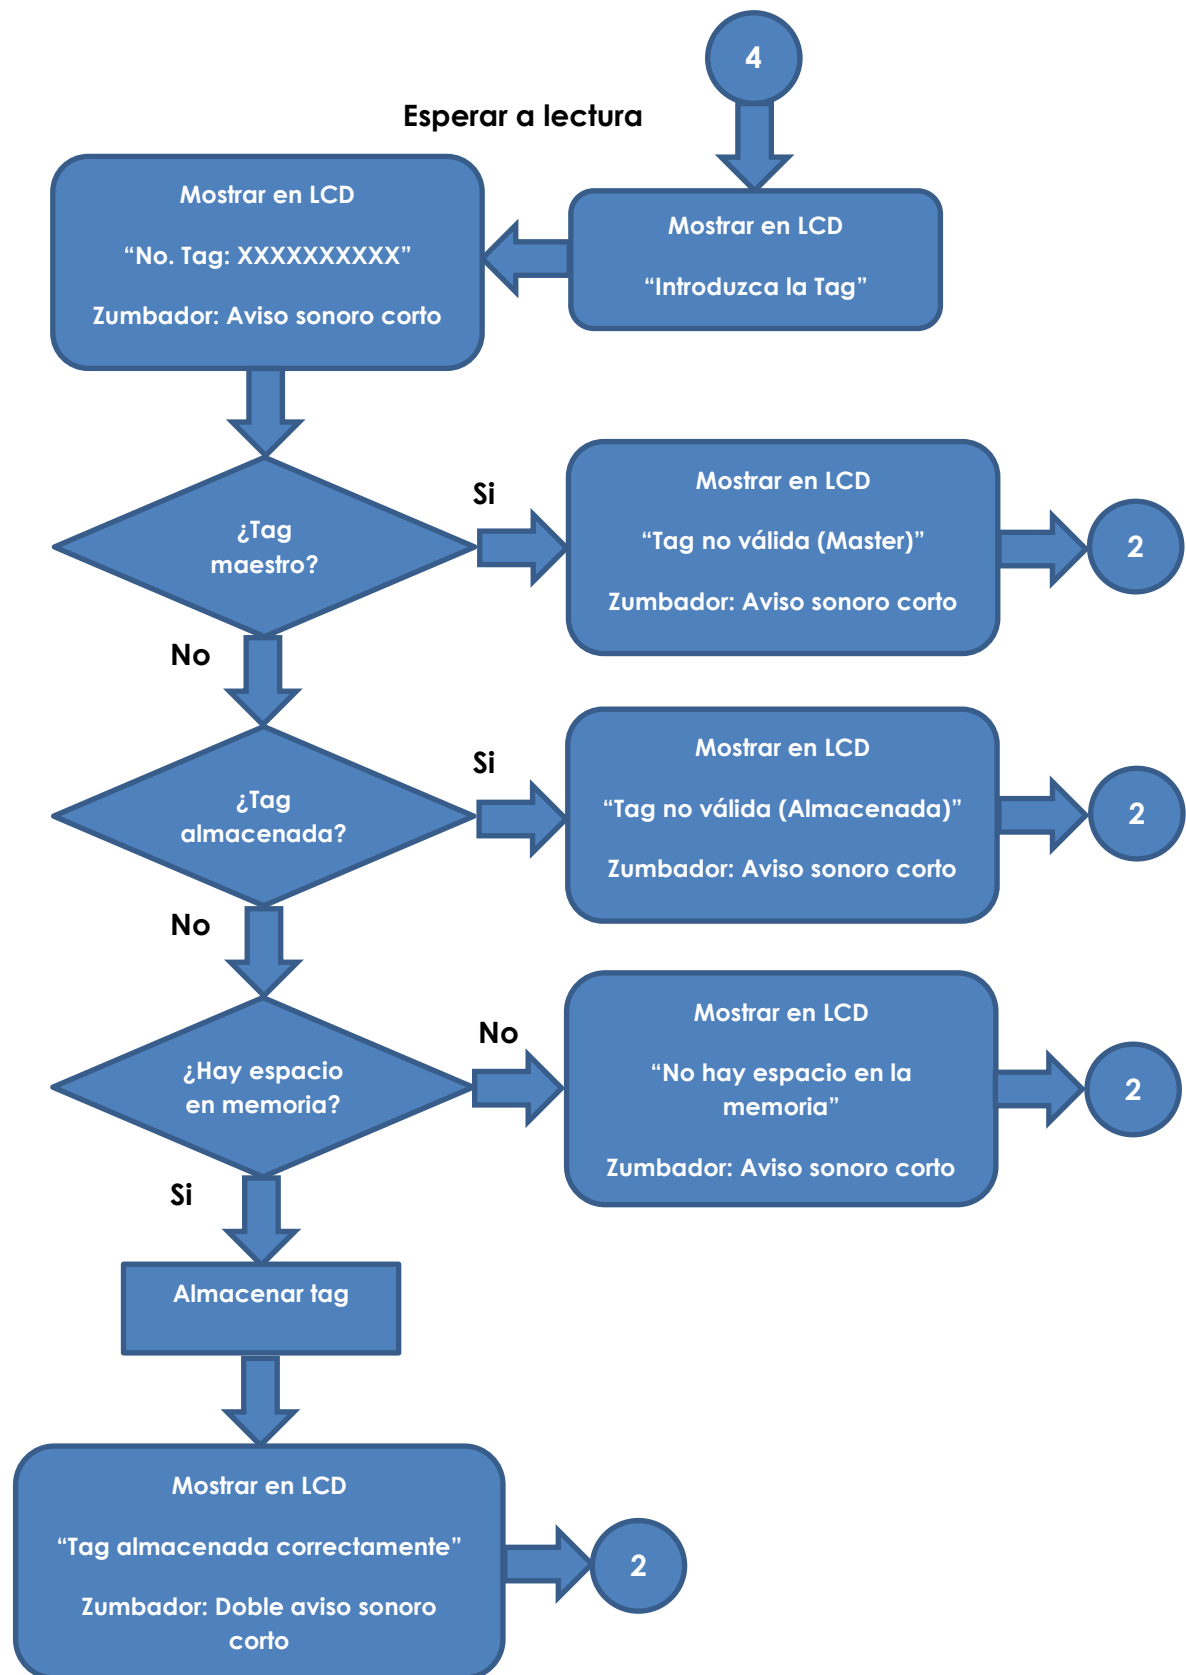 4
Esperar a lectura
Mostrar en LCD
“Introduzca la Tag”
Mostrar en LCD
“No. Tag: XXXXXXXXXX”
Zumbador: Aviso sonoro corto
¿Tag
maestro?
Si
Mostrar en LCD
“Tag no válida (Master)”
Zumbador: Aviso sonoro corto
2
No
¿Tag
almacenada?
Si
Mostrar en LCD
“Tag no válida (Almacenada)”
Zumbador: Aviso sonoro corto
2
No
¿Hay espacio
en memoria?
No
Mostrar en LCD
“No hay espacio en la
memoria”
Zumbador: Aviso sonoro corto
2
Si
Almacenar tag
Mostrar en LCD
“Tag almacenada correctamente”
Zumbador: Doble aviso sonoro
corto
2